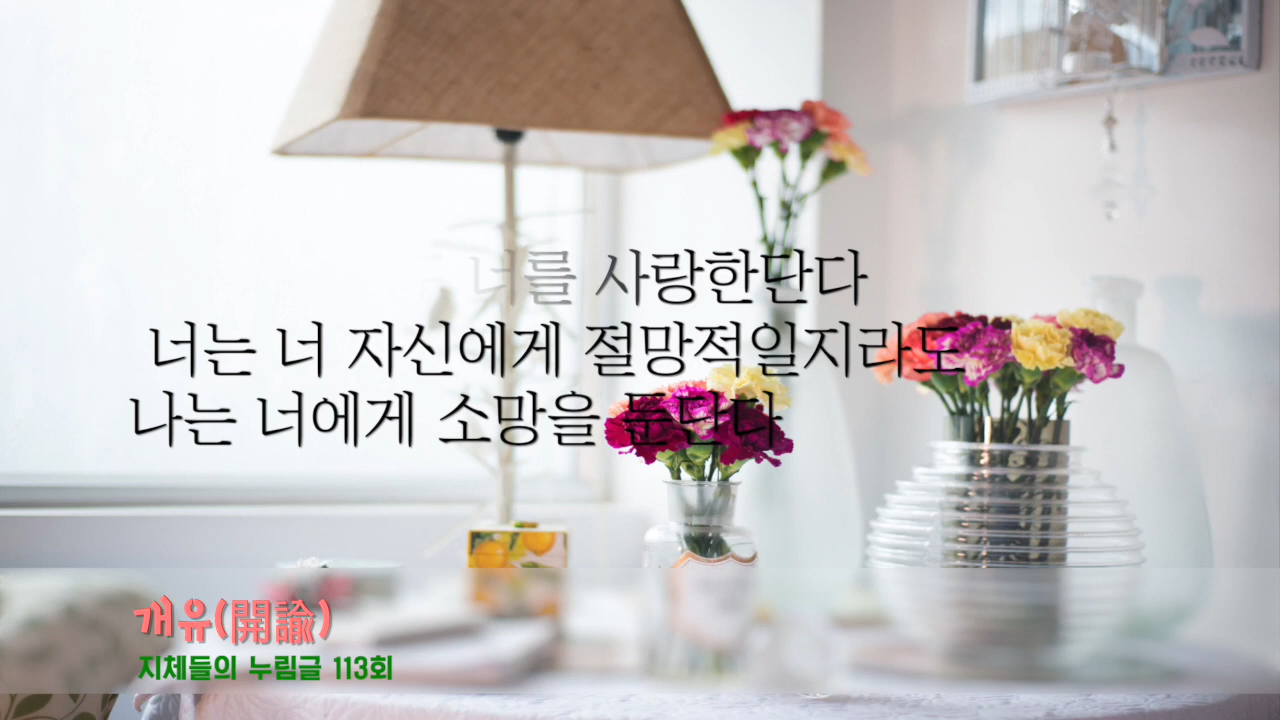 너를 사랑한단다
너는 너 자신에게 절망적일지라도
나는 너에게 소망을 둔단다
개유(開諭)
지체들의 누림글 113회